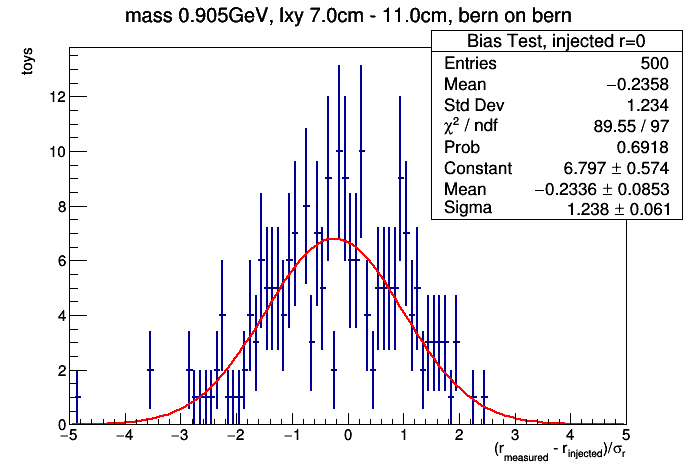 mass 0.905GeV, lxy 7.0cm - 11.0cm, bern on bern
Bias Test, injected r=0
Entries 500
Mean −0.2358
Std Dev 1.234
χ² / ndf 89.55 / 97
Prob 0.6918
Constant 6.797 ± 0.574
Mean −0.2336 ± 0.0853
Sigma 1.238 ± 0.061
toys
12
10
8
6
4
2
0
−5 −4 −3 −2 −1 0 1 2 3 4 5
(r_measured - r_injected)/σ_r